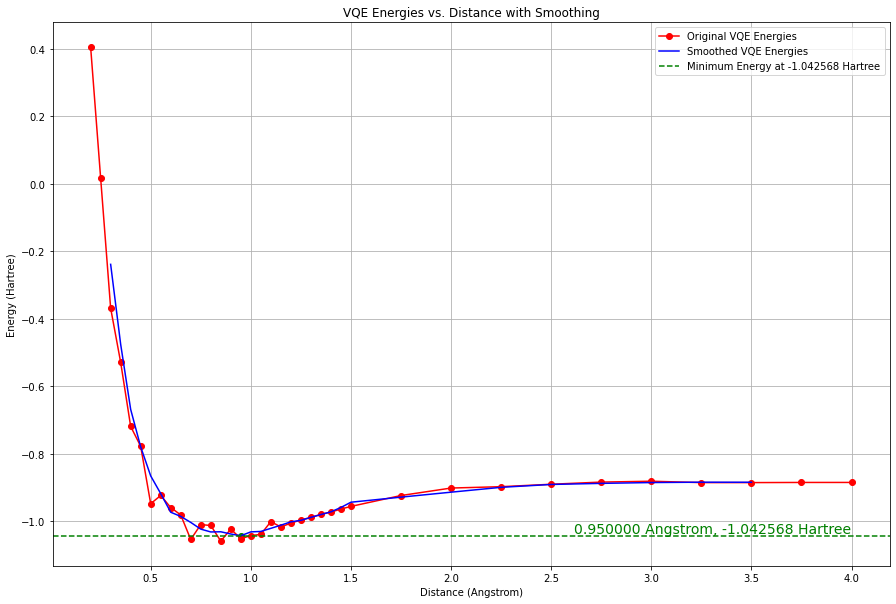 VQE Energies vs. Distance with Smoothing
Original VQE Energies
Smoothed VQE Energies
Minimum Energy at -1.042568 Hartree
Energy (Hartree)
0.4
0.2
0.0
−0.2
−0.4
−0.6
−0.8
−1.0
0.950000 Angstrom, -1.042568 Hartree
0.5 1.0 1.5 2.0 2.5 3.0 3.5 4.0
Distance (Angstrom)